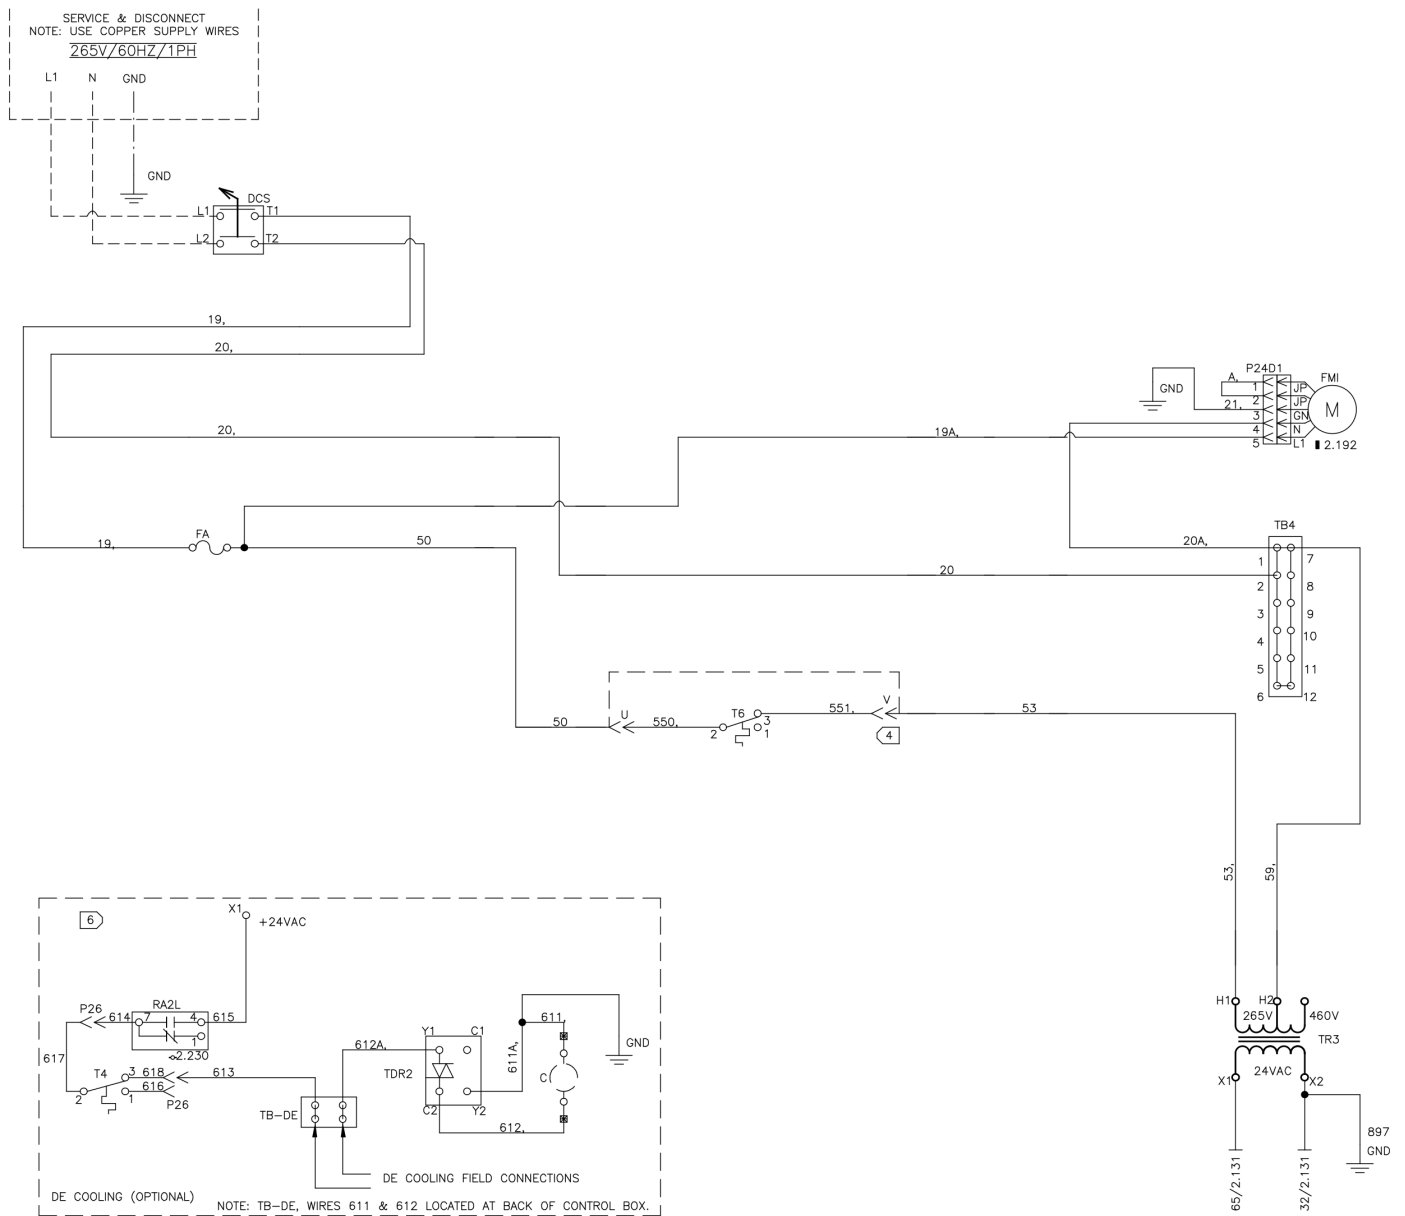 SERVICE & DISCONNECT
NOTE: USE COPPER SUPPLY WIRES
265V/60HZ/1PH
L1 N GND
GND
DCS
L1 T1
L2 T2
19,
20,
P24D1
FMI
A,
GND
1 JP
21, 2 JP
3 GN
4 N
5 L1
M
2.192
20,
19A,
TB4
FA
19,
50
20A,
20
1 7
2 8
3 9
4 10
5 11
6 12
U
V
T6
50
550,
2
3
1
551,
53
4
53,
59,
6
X1
+24VAC
H1 H2
265V 460V
TR3
24VAC
X1 X2
P26
RA2L
614 7 4 615
1
2.230
617
T4
3 618
613
616
2 1
P26
612A,
Y1 C1
TDR2
C2 Y2
611,
611A,
C
GND
612,
TB-DE
897
GND
65/2.131
32/2.131
DE COOLING FIELD CONNECTIONS
DE COOLING (OPTIONAL)
NOTE: TB-DE, WIRES 611 & 612 LOCATED AT BACK OF CONTROL BOX.